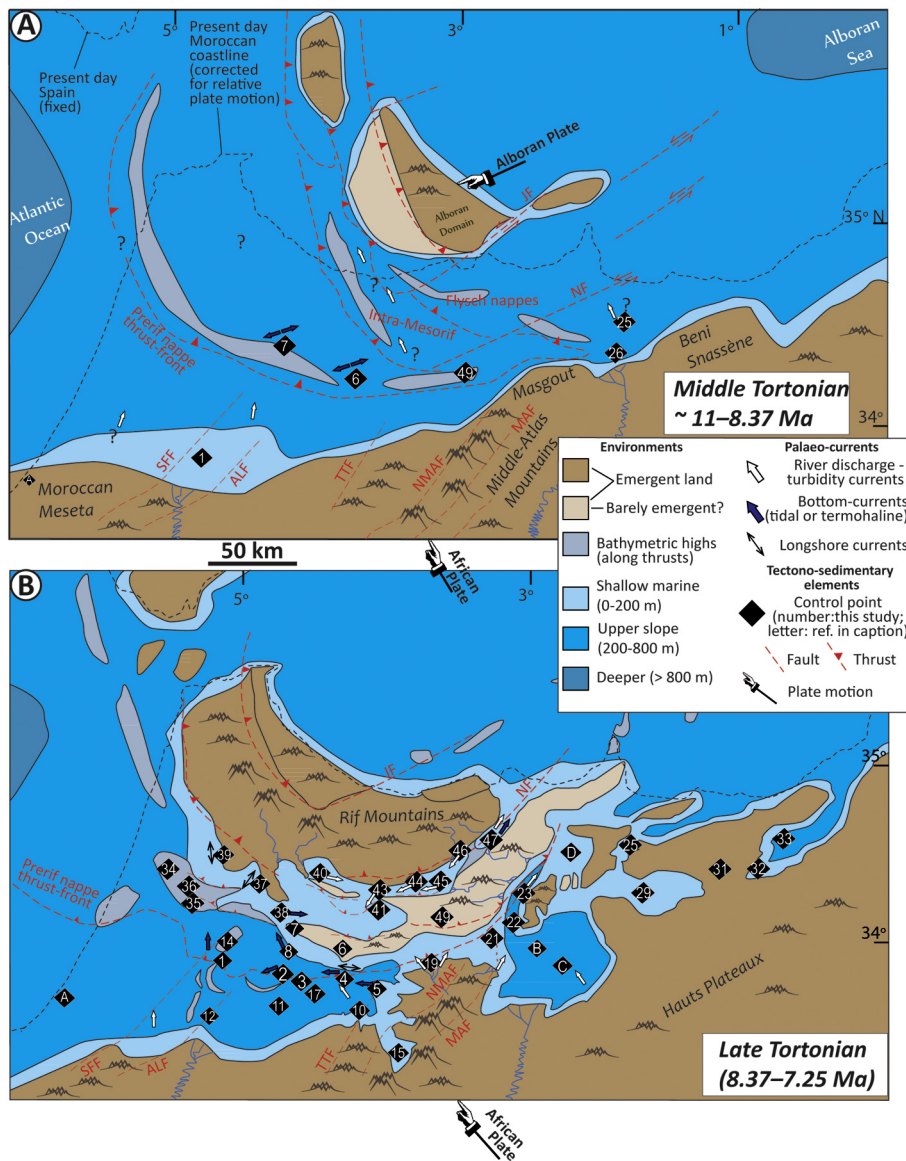 A
5°
3°
1°
Present day
Spain
(fixed)
Present day
Moroccan
coastline
(corrected
for relative
plate motion)
Alboran
Sea
Alboran Plate
Atlantic
Ocean
Alboran
Domain
JF
35° N
?
?
?
?
?
?
Flysch nappes
NF
Intra-Mesorif
Prerif nappe
thrust-front
7
6
49
25
26
Beni
Snassène
Masgout
Middle Tortonian
~ 11–8.37 Ma
34°
1
SFF
ALF
TTF
NMAF
MAF
Middle-Atlas
Mountains
A
Moroccan
Meseta
50 km
African
Plate
Environments
Emergent land
Barely emergent?
Bathymetric highs
(along thrusts)
Shallow marine
(0-200 m)
Upper slope
(200-800 m)
Deeper (> 800 m)
Palaeo-currents
River discharge -
turbidity currents
Bottom-currents
(tidal or termohaline)
Longshore currents
Tectono-sedimentary
elements
Control point
(number:this study;
letter: ref. in caption)
Fault
Thrust
Plate motion
B
5°
3°
35°
JF
NF
Rif Mountains
Prerif nappe
thrust-front
34
36
35
39
37
40
38
7
8
43
41
44
45
46
47
49
6
D
25
33
32
31
29
23
22
21
B
C
34°
14
1
2
3
4
5
17
11
12
10
15
19
A
SFF
ALF
TTF
NMAF
MAF
Hauts Plateaux
Late Tortonian
(8.37–7.25 Ma)
African
Plate